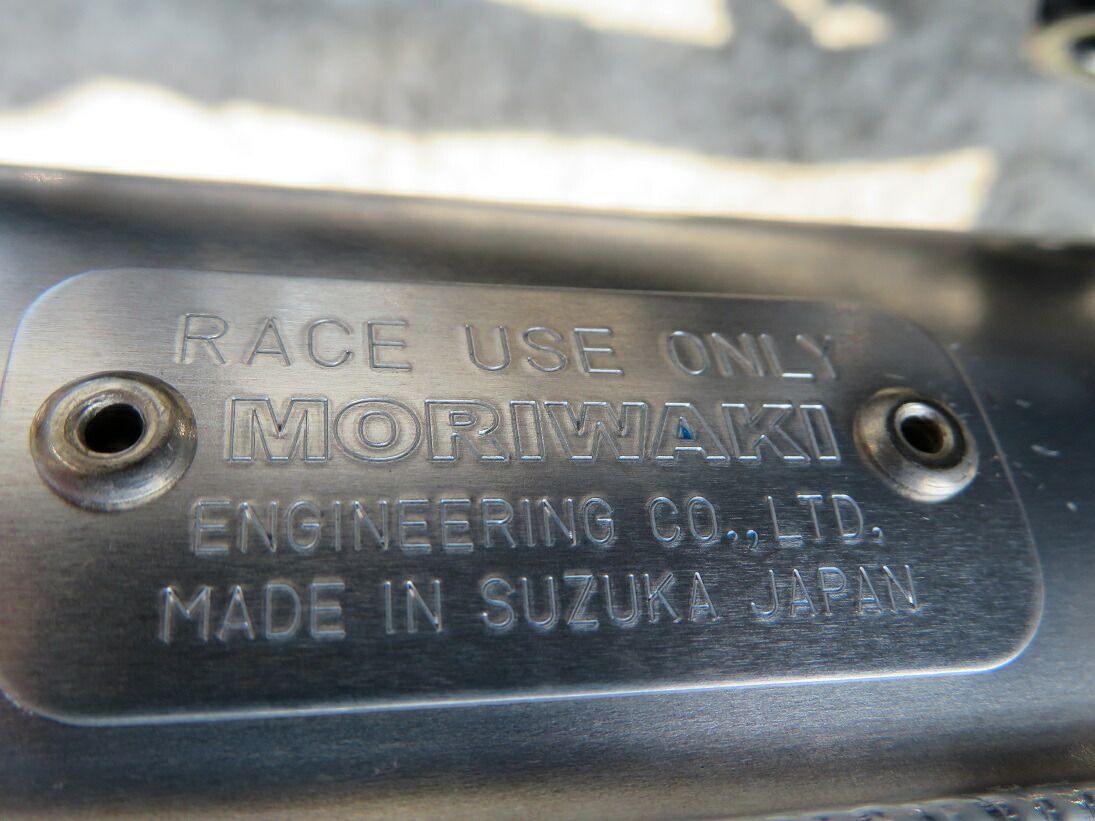 RACE USE ONLY
MORIWAKI
ENGINEERING CO.,LTD,
MADE IN SUZUKA JAPAN